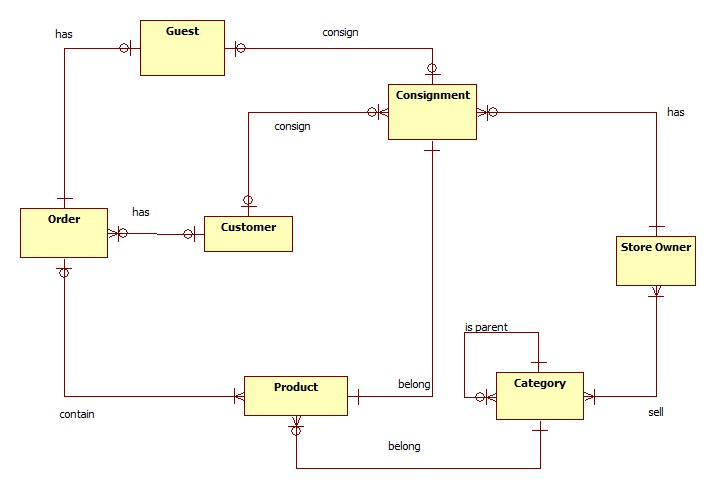 Guest
has
consign
Consignment
consign
has
Order
has
Customer
Store Owner
is parent
Product
belong
Category
contain
sell
belong